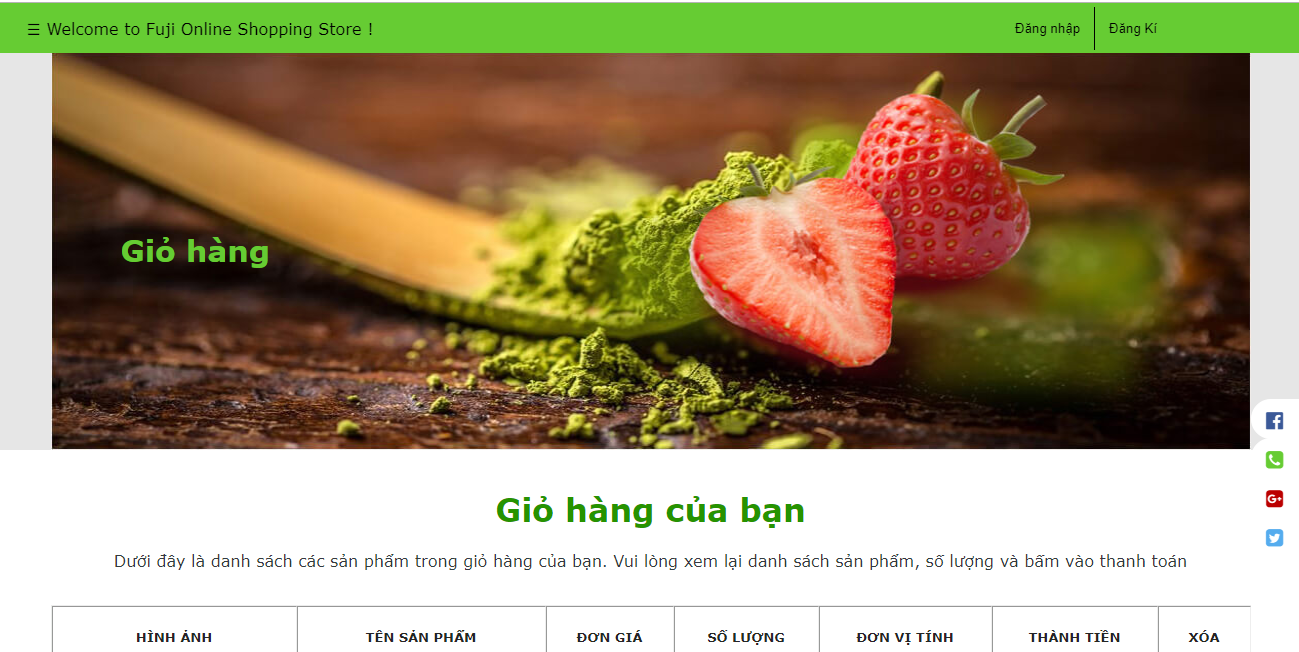 ☰ Welcome to Fuji Online Shopping Store !
Đăng nhập
Đăng Kí
Giỏ hàng
Giỏ hàng của bạn
Dưới đây là danh sách các sản phẩm trong giỏ hàng của bạn. Vui lòng xem lại danh sách sản phẩm, số lượng và bấm vào thanh toán
HÌNH ẢNH TÊN SẢN PHẨM ĐƠN GIÁ SỐ LƯỢNG ĐƠN VỊ TÍNH THÀNH TIỀN XÓA